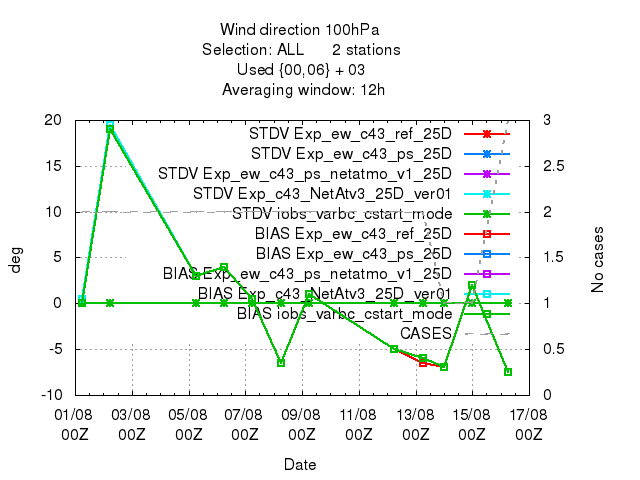 Wind direction 100hPa
Selection: ALL 2 stations
Used {00,06} + 03
Averaging window: 12h
20
15
10
5
0
-5
-10
deg
STDV Exp_ew_c43_ref_25D
STDV Exp_ew_c43_ps_25D
STDV Exp_ew_c43_ps_netatmo_v1_25D
STDV Exp_c43_NetAtv3_25D_ver01
STDV iobs_varbc_cstart_mode
BIAS Exp_ew_c43_ref_25D
BIAS Exp_ew_c43_ps_25D
BIAS Exp_ew_c43_ps_netatmo_v1_25D
BIAS Exp_c43_NetAtv3_25D_ver01
BIAS iobs_varbc_cstart_mode
CASES
3
2.5
2
1.5
1
0.5
0
No cases
01/08 03/08 05/08 07/08 09/08 11/08 13/08 15/08 17/08
00Z 00Z 00Z 00Z 00Z 00Z 00Z 00Z 00Z
Date